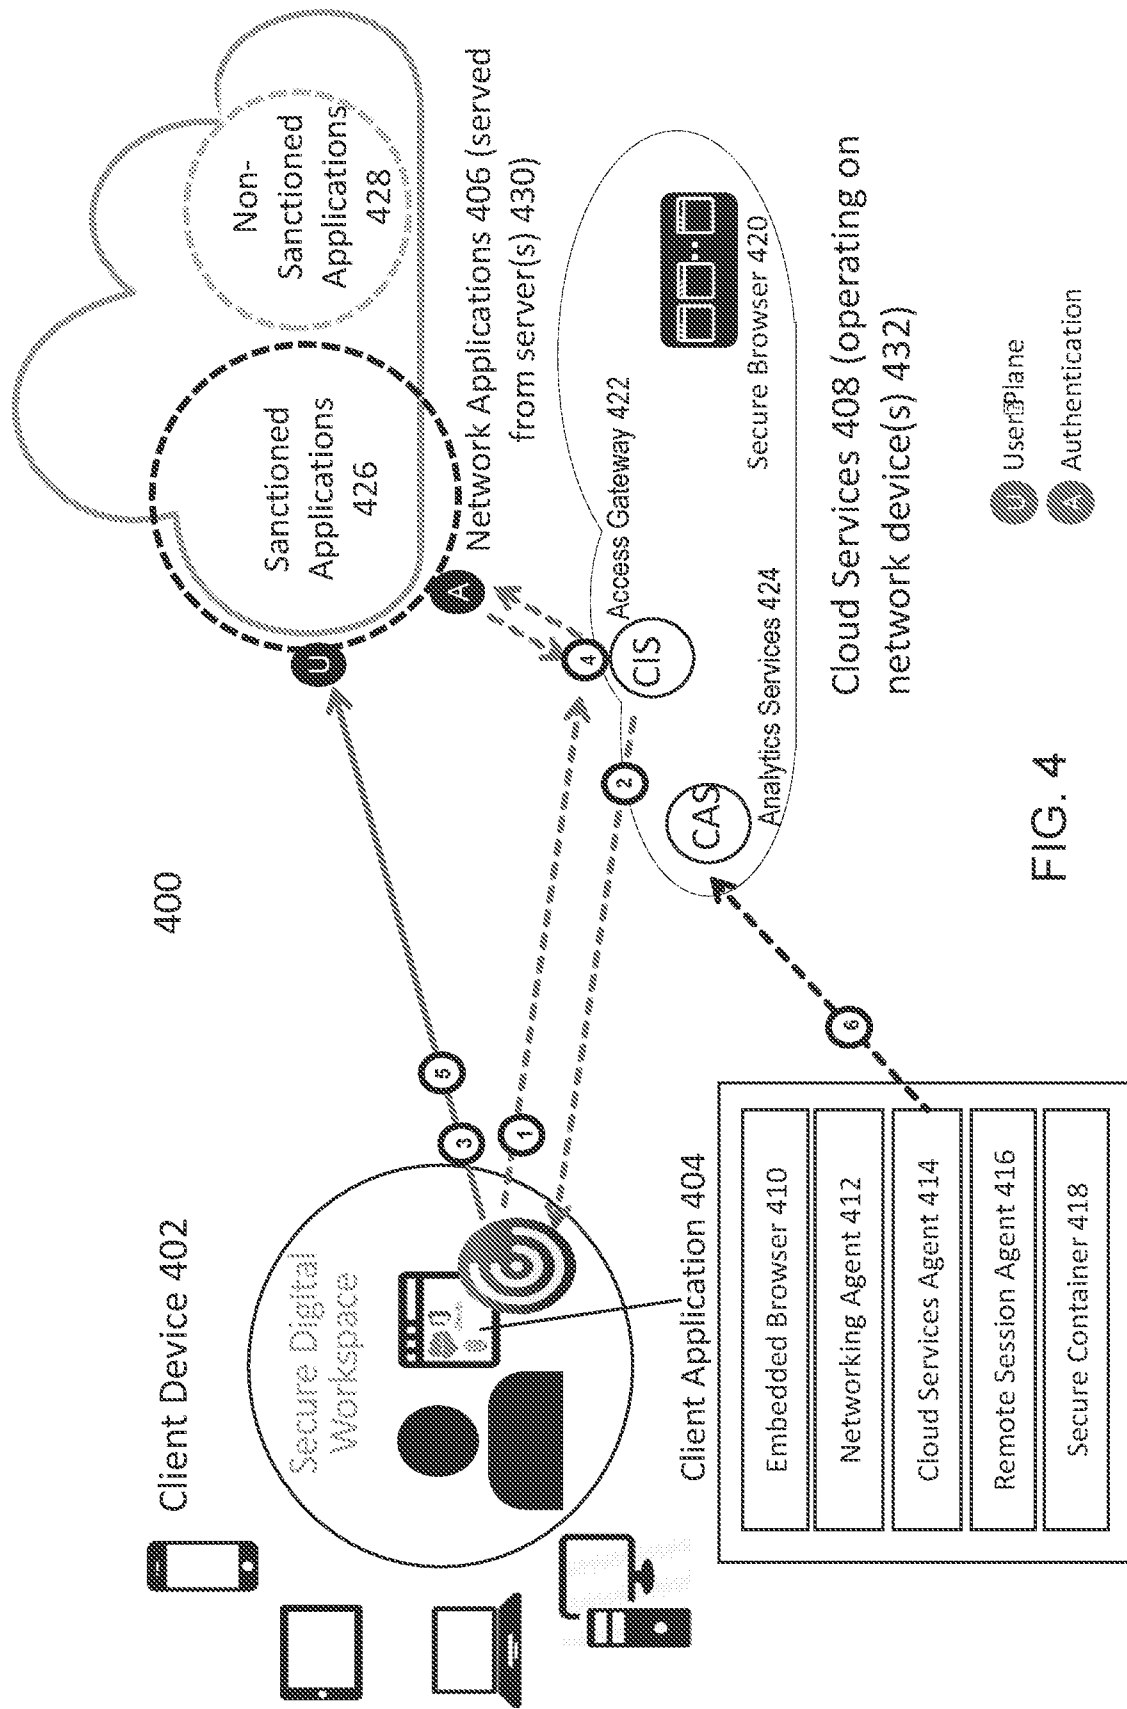 400
Client Device 402
Secure Digital
Workspace
Client Application 404
Embedded Browser 410
Networking Agent 412
Cloud Services Agent 414
Remote Session Agent 416
Secure Container 418
3
5
1
2
4
6
U
A
Sanctioned
Applications
426
Non-
Sanctioned
Applications
428
Network Applications 406 (served
from server(s) 430)
Access Gateway 422
CIS
CAS
Analytics Services 424
Secure Browser 420
Cloud Services 408 (operating on
network device(s) 432)
U User Plane
A Authentication
FIG. 4